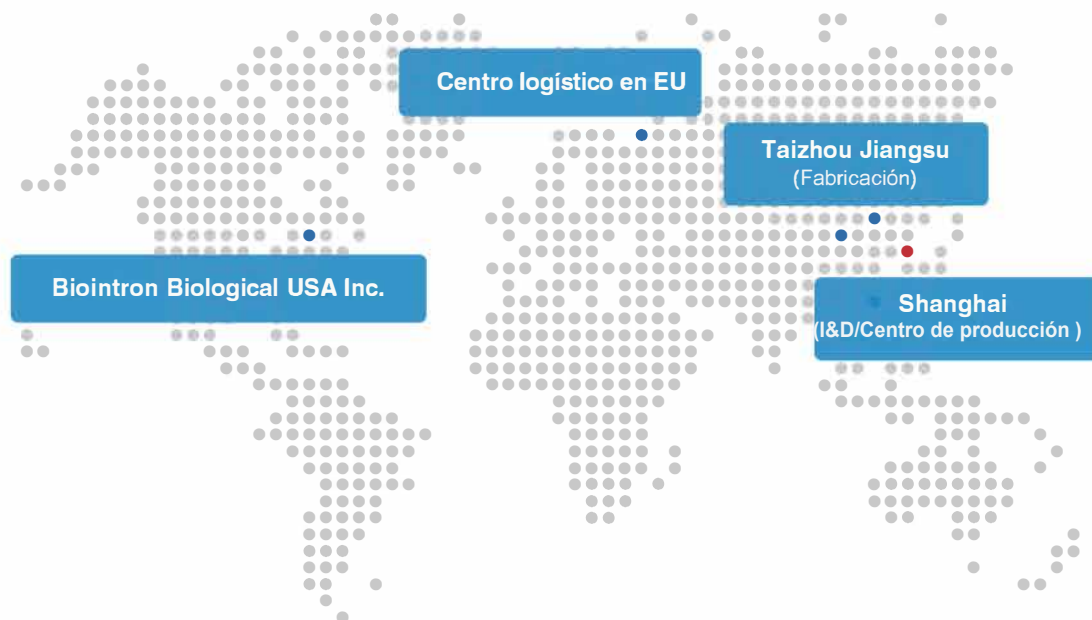 Centro logístico en EU
Taizhou Jiangsu
(Fabricación)
Biointron Biological USA Inc.
Shanghai
(I&D/Centro de producción )